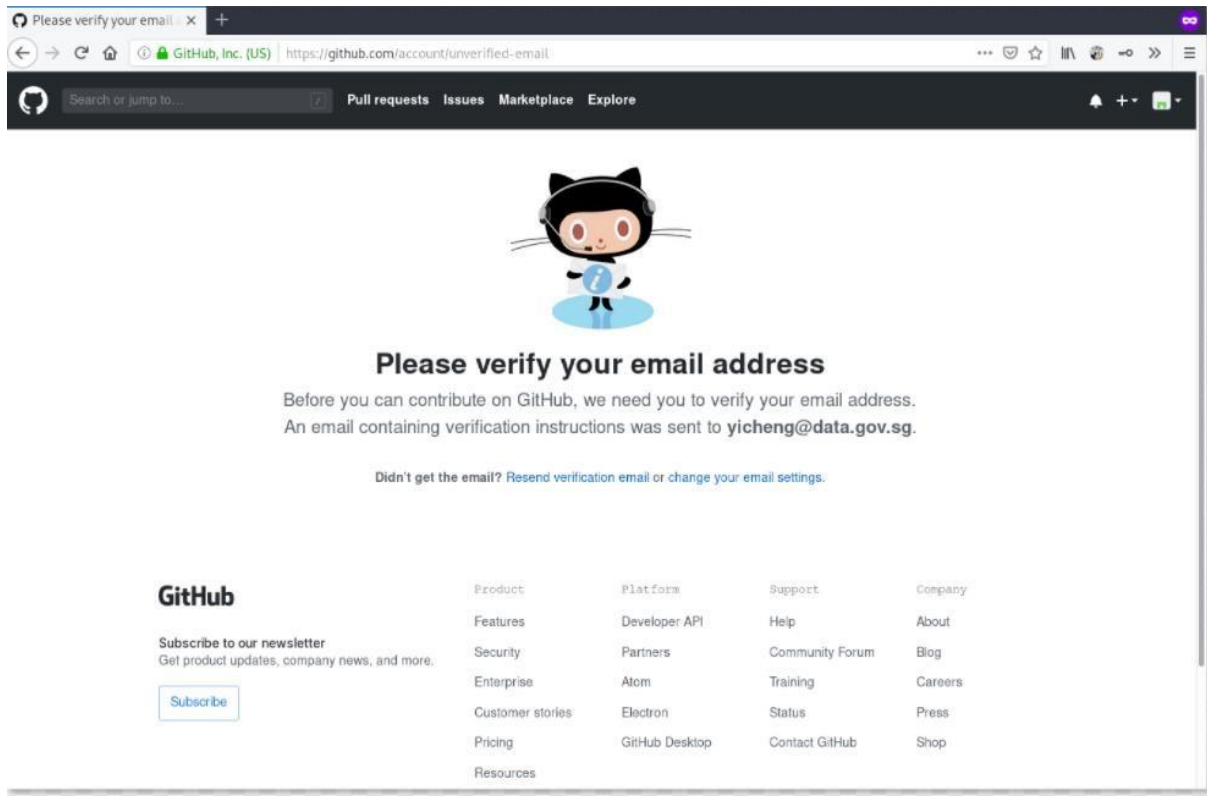 Please verify your email
GitHub, Inc. (US) https://github.com/account/unverified-email
Search or jump to... / Pull requests Issues Marketplace Explore
i
Please verify your email address
Before you can contribute on GitHub, we need you to verify your email address.
An email containing verification instructions was sent to yicheng@data.gov.sg.
Didn't get the email? Resend verification email or change your email settings.
GitHub
Subscribe to our newsletter
Get product updates, company news, and more.
Subscribe
Product
Features
Security
Enterprise
Customer stories
Pricing
Resources
Platform
Developer API
Partners
Atom
Electron
GitHub Desktop
Support
Help
Community Forum
Training
Status
Contact GitHub
Company
About
Blog
Careers
Press
Shop